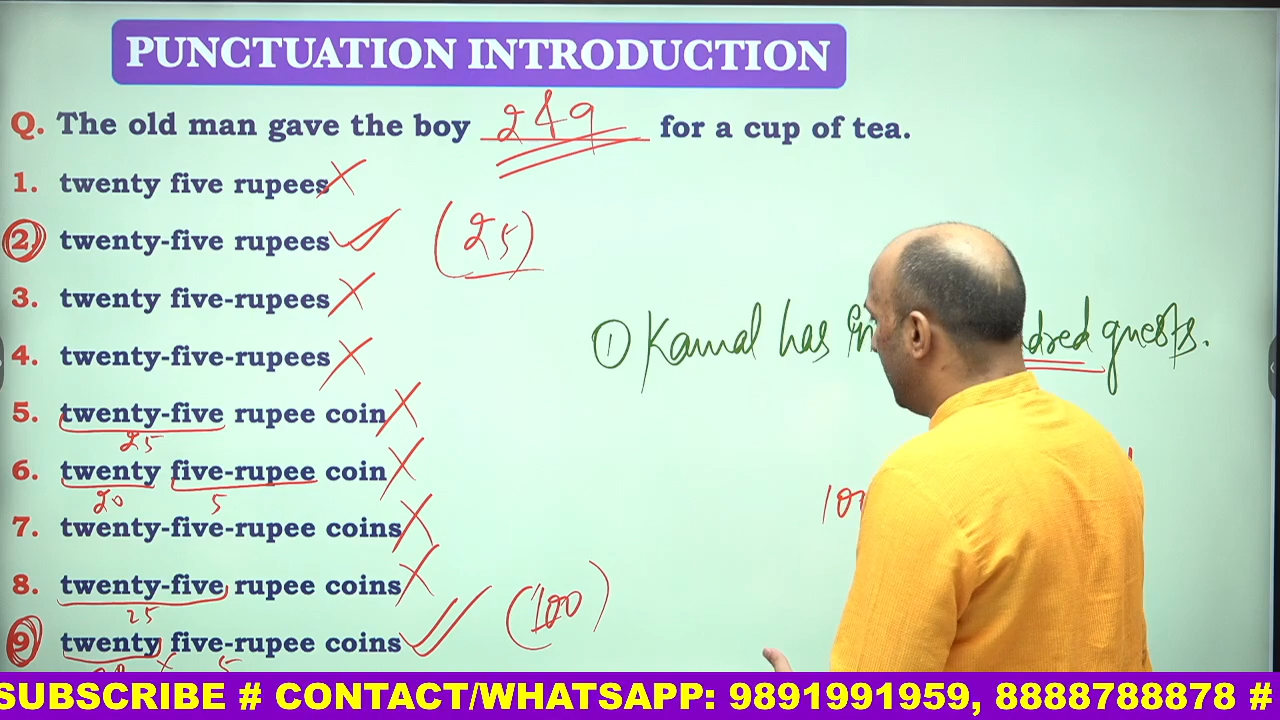 PUNCTUATION INTRODUCTION
Q. The old man gave the boy 2&9 for a cup of tea.
1. twenty five rupees
2. twenty-five rupees (25)
3. twenty five-rupees
4. twenty-five-rupees
① Kamal has guests.
5. twenty-five rupee coin
25
6. twenty five-rupee coin
20 5
7. twenty-five-rupee coins
8. twenty-five rupee coins
25
9. twenty five-rupee coins (100)
5
SUBSCRIBE # CONTACT/WHATSAPP: 9891991959, 8888788878 #